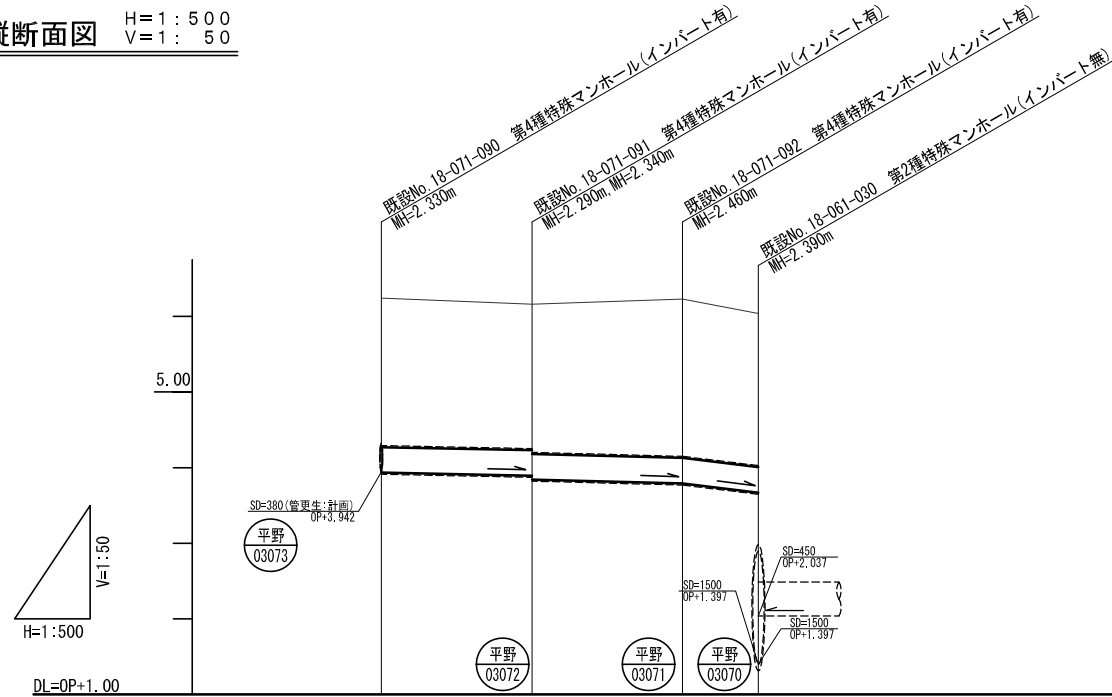 縦断面図
H=1:500
V=1: 50
既設No.18-071-090 第4種特殊マンホール(インバート有)
MH=2.330m
既設No.18-071-091 第4種特殊マンホール(インバート有)
MH=2.290m,MH=2.340m
既設No.18-071-092 第4種特殊マンホール(インバート有)
MH=2.460m
既設No.18-061-030 第2種特殊マンホール(インバート無)
MH=2.390m
5.00
SD=380(管更生:計画)
OP+3.942
平野
03073
V=1:50
H=1:500
SD=450
OP+2.037
SD=1500
OP+1.397
SD=1500
OP+1.397
平野
03072
平野
03071
平野
03070
DL=OP+1.00